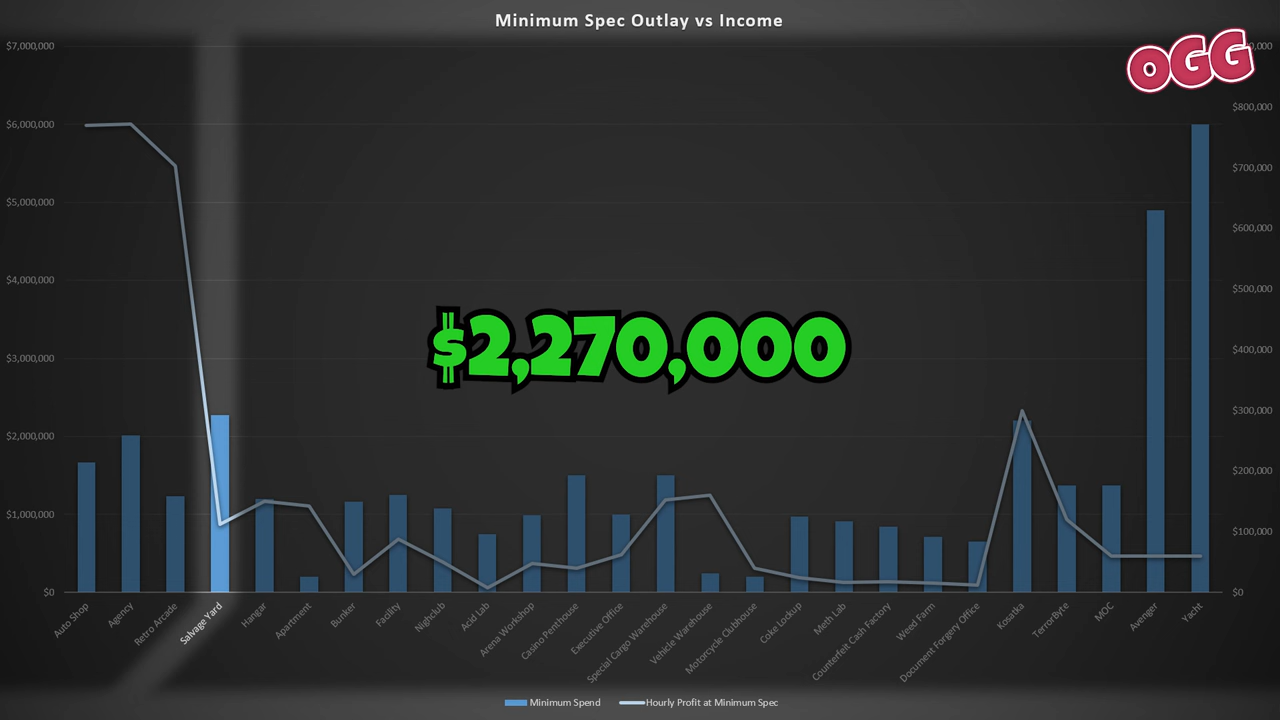 Minimum Spec Outlay vs Income
OGG
$7,000,000
$6,000,000
$5,000,000
$4,000,000
$3,000,000
$2,000,000
$1,000,000
$0
$2,270,000
$800,000
$700,000
$600,000
$500,000
$400,000
$300,000
$200,000
$100,000
$0
Auto Shop
Agency
Retro Arcade
Salvage Yard
Hangar
Apartment
Bunker
Facility
Nighclub
Acid Lab
Arena Workshop
Casino Penthouse
Executive Office
Special Cargo Warehouse
Vehicle Warehouse
Motorcycle Clubhouse
Coke Lockup
Meth Lab
Counterfeit Cash Factory
Weed Farm
Document Forgery Office
Kosatka
TerrorByte
MOC
Avenger
Yacht
Minimum Spend
Hourly Profit at Minimum Spec